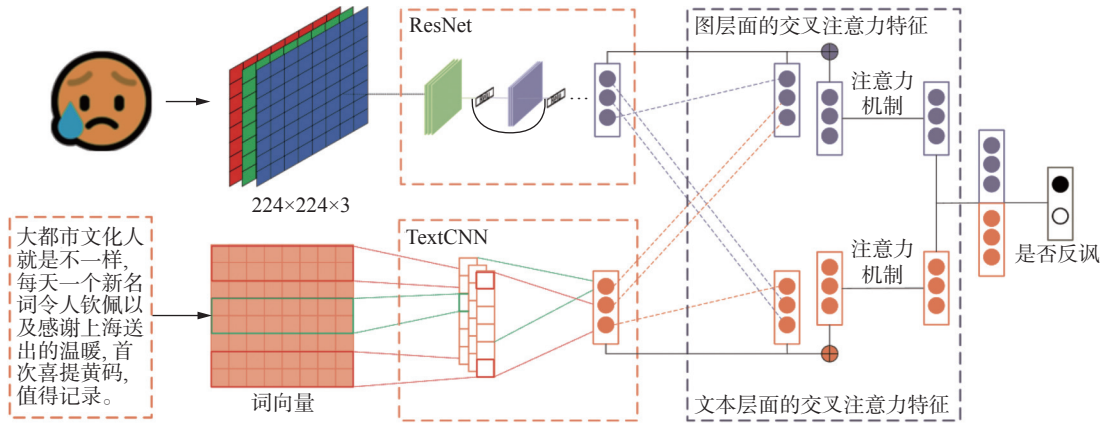 ResNet
图层面的交叉注意力特征
注意力
机制
224×224×3
大都市文化人
就是不一样,
每天一个新名
词令人钦佩以
及感谢上海送
出的温暖, 首
次喜提黄码,
值得记录。
TextCNN
注意力
机制
是否反讽
词向量
文本层面的交叉注意力特征